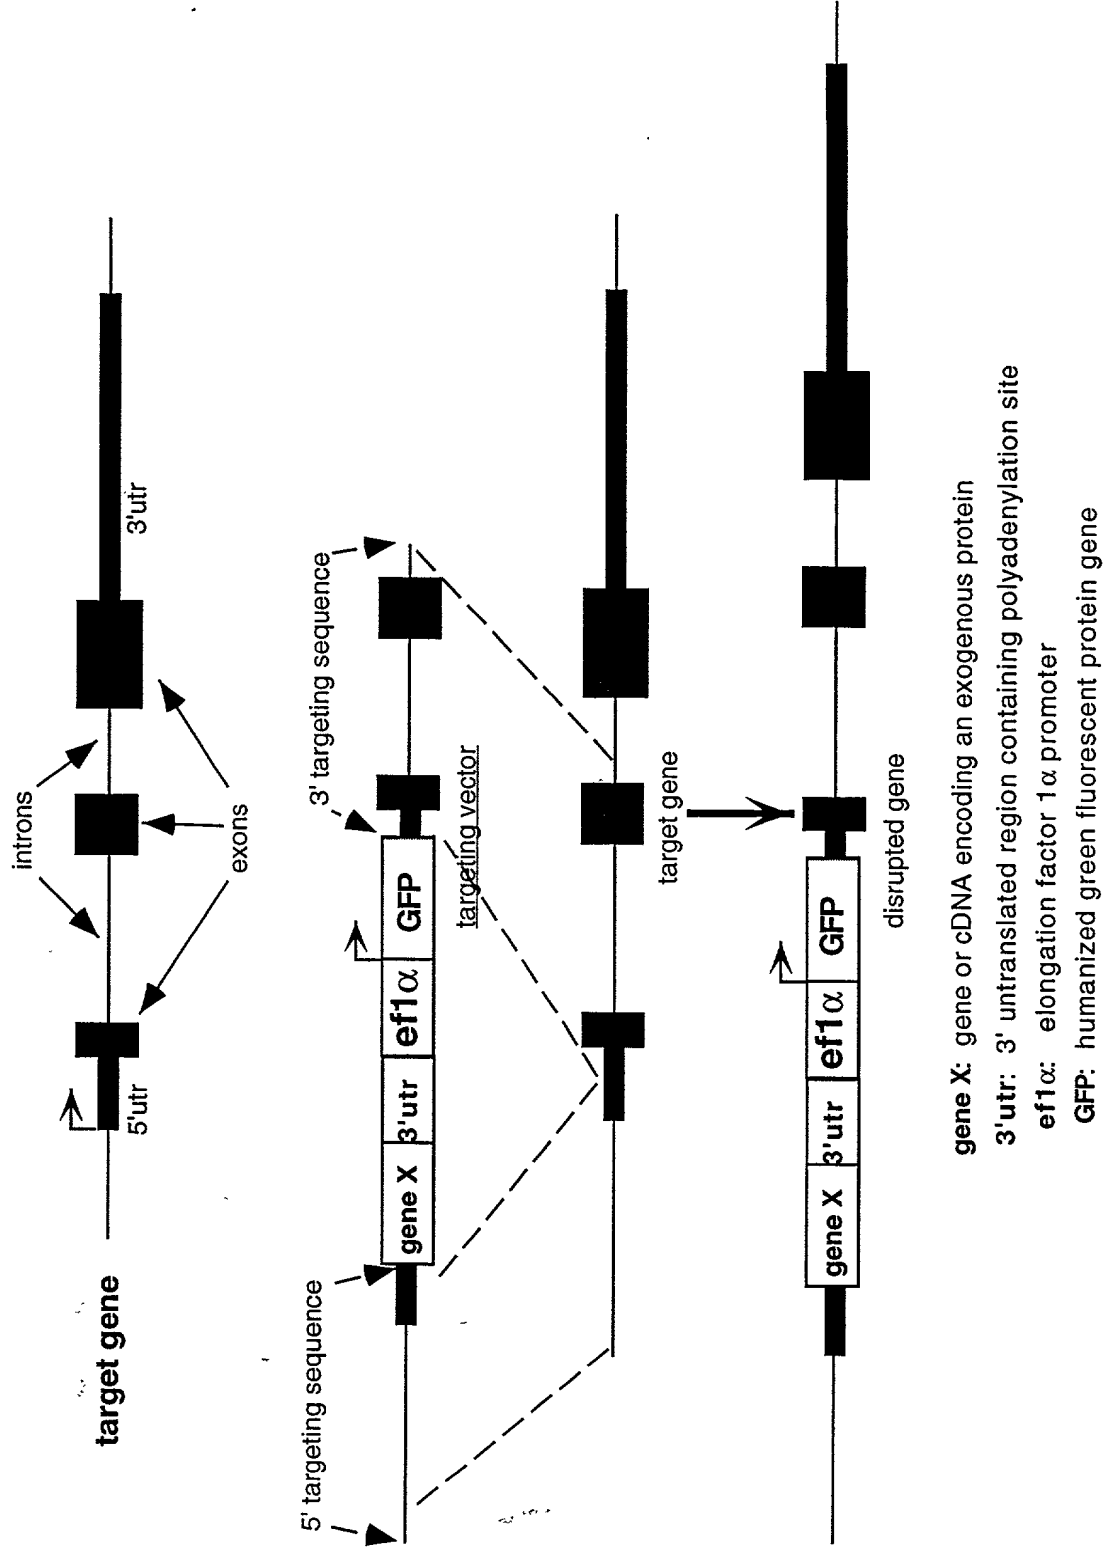 target gene
5'utr
introns
exons
3'utr
5' targeting sequence
3' targeting sequence
gene X
3'utr
ef1α
GFP
targeting vector
target gene
gene X
3'utr
ef1α
GFP
disrupted gene
gene X: gene or cDNA encoding an exogenous protein
3'utr: 3' untranslated region containing polyadenylation site
ef1α: elongation factor 1α promoter
GFP: humanized green fluorescent protein gene